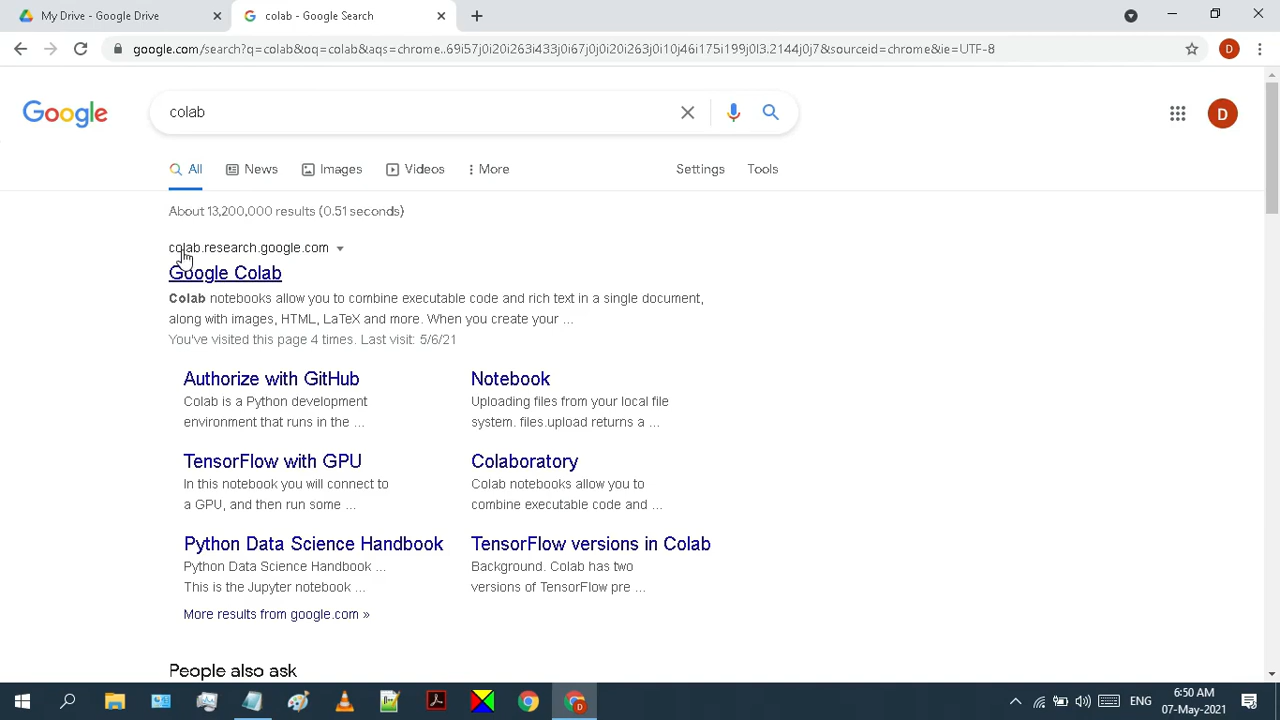 My Drive - Google Drive
colab - Google Search
google.com/search?q=colab&oq=colab&aqs=chrome..69i57j0i20i263i433j0i67j0j0i20i263j0i10j46i175i199j0l3.2144j0j7&sourceid=chrome&ie=UTF-8
D
Google
colab
D
All
News
Images
Videos
More
Settings
Tools
About 13,200,000 results (0.51 seconds)
colab.research.google.com
Google Colab
Colab notebooks allow you to combine executable code and rich text in a single document,
along with images, HTML, LaTeX and more. When you create your ...
You've visited this page 4 times. Last visit: 5/6/21
Authorize with GitHub
Colab is a Python development
environment that runs in the ...
Notebook
Uploading files from your local file
system. files.upload returns a ...
TensorFlow with GPU
In this notebook you will connect to
a GPU, and then run some ...
Colaboratory
Colab notebooks allow you to
combine executable code and ...
Python Data Science Handbook
Python Data Science Handbook ...
This is the Jupyter notebook ...
TensorFlow versions in Colab
Background. Colab has two
versions of TensorFlow pre ...
More results from google.com »
People also ask
D
ENG
6:50 AM
07-May-2021